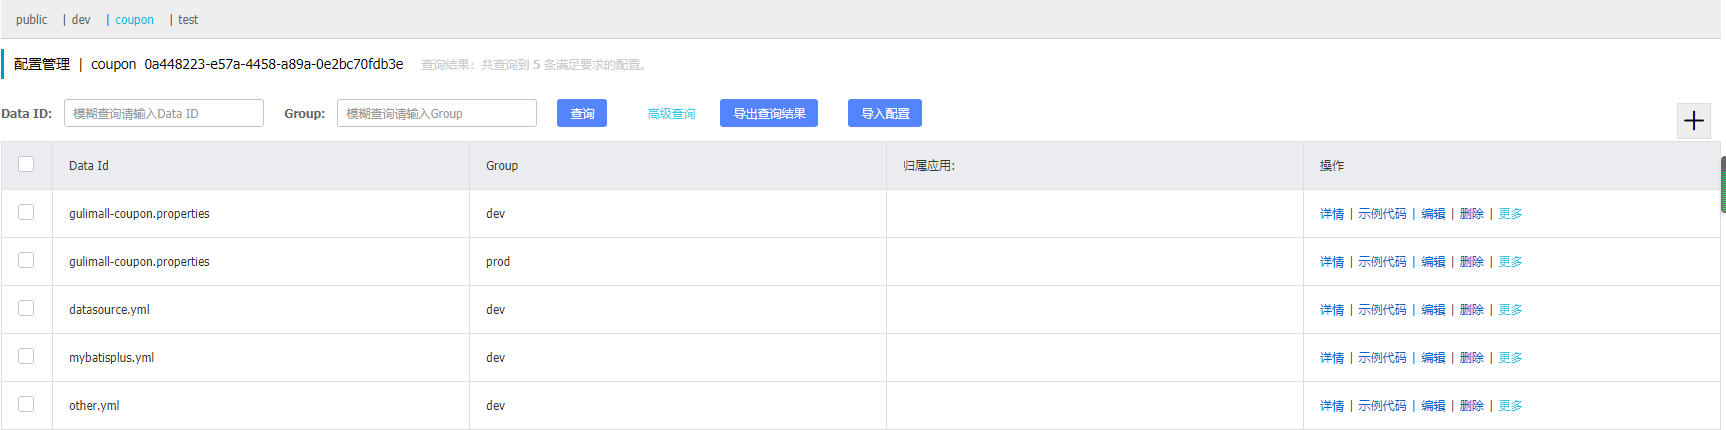 public | dev | coupon | test
配置管理 | coupon 0a448223-e57a-4458-a89a-0e2bc70fdb3e 查询结果：共查询到 5 条满足要求的配置。
Data ID: 模糊查询请输入Data ID Group: 模糊查询请输入Group 查询 高级查询 导出查询结果 导入配置
Data Id Group 归属应用: 操作
gulimall-coupon.properties dev 详情 | 示例代码 | 编辑 | 删除 | 更多
gulimall-coupon.properties prod 详情 | 示例代码 | 编辑 | 删除 | 更多
datasource.yml dev 详情 | 示例代码 | 编辑 | 删除 | 更多
mybatisplus.yml dev 详情 | 示例代码 | 编辑 | 删除 | 更多
other.yml dev 详情 | 示例代码 | 编辑 | 删除 | 更多